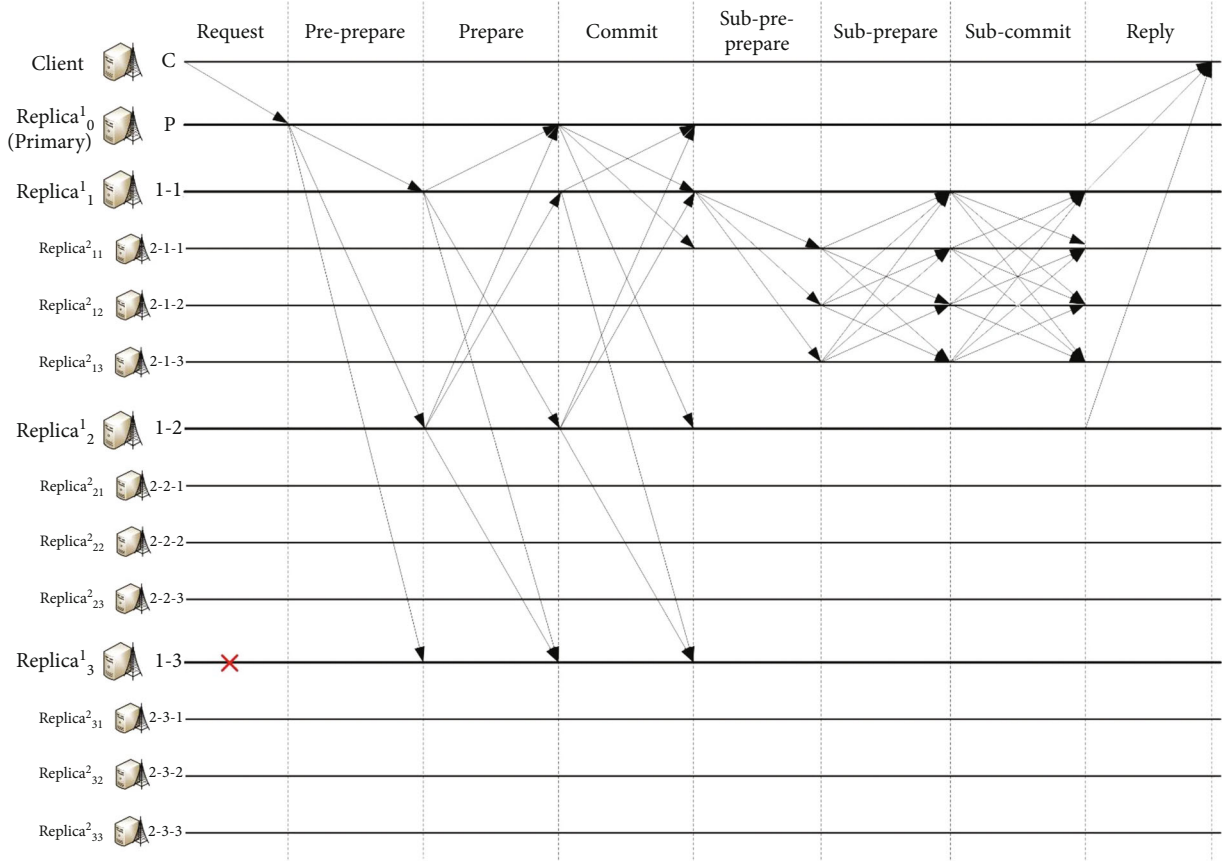 Request Pre-prepare Prepare Commit Sub-pre-
prepare Sub-prepare Sub-commit Reply
Client C
Replica¹₀
(Primary) P
Replica¹₁ 1-1
Replica²₁₁ 2-1-1
Replica²₁₂ 2-1-2
Replica²₁₃ 2-1-3
Replica¹₂ 1-2
Replica²₂₁ 2-2-1
Replica²₂₂ 2-2-2
Replica²₂₃ 2-2-3
Replica¹₃ 1-3
Replica²₃₁ 2-3-1
Replica²₃₂ 2-3-2
Replica²₃₃ 2-3-3